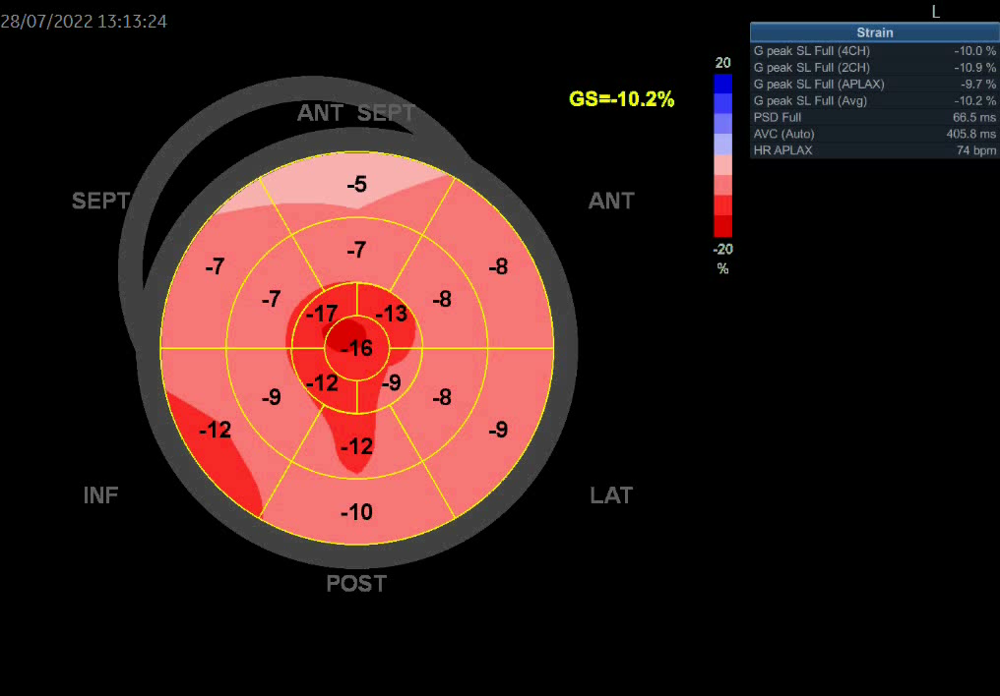 28/07/2022 13:13:24
L
Strain
G peak SL Full (4CH) -10.0 %
G peak SL Full (2CH) -10.9 %
G peak SL Full (APLAX) -9.7 %
G peak SL Full (Avg) -10.2 %
PSD Full 66.5 ms
AVC (Auto) 405.8 ms
HR APLAX 74 bpm
20
GS=-10.2%
-20
%
ANT SEPT
SEPT
ANT
-5
-7
-7
-8
-7
-8
-17
-13
-16
-12
-9
-9
-8
-12
-9
-12
-10
INF
LAT
POST